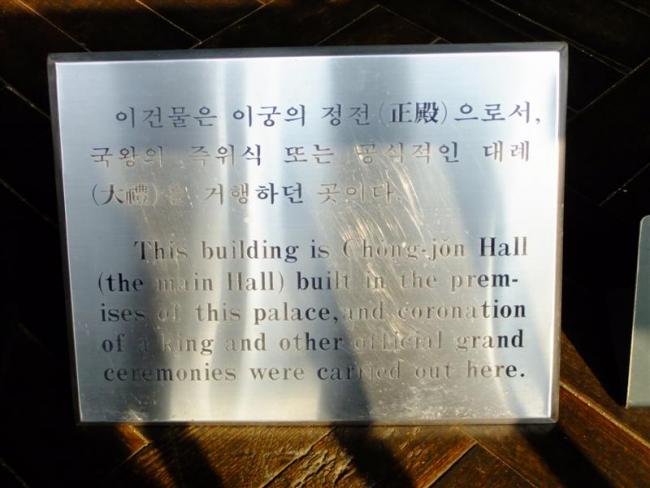 이건물은 이궁의 정전(正殿)으로서,
국왕의 즉위식 또는 공식적인 대례
(大禮)를 거행하던 곳이다.
This building is Chŏng-jŏn Hall
(the main Hall) built in the prem-
ises of this palace, and coronation
of a king and other official grand
ceremonies were carried out here.